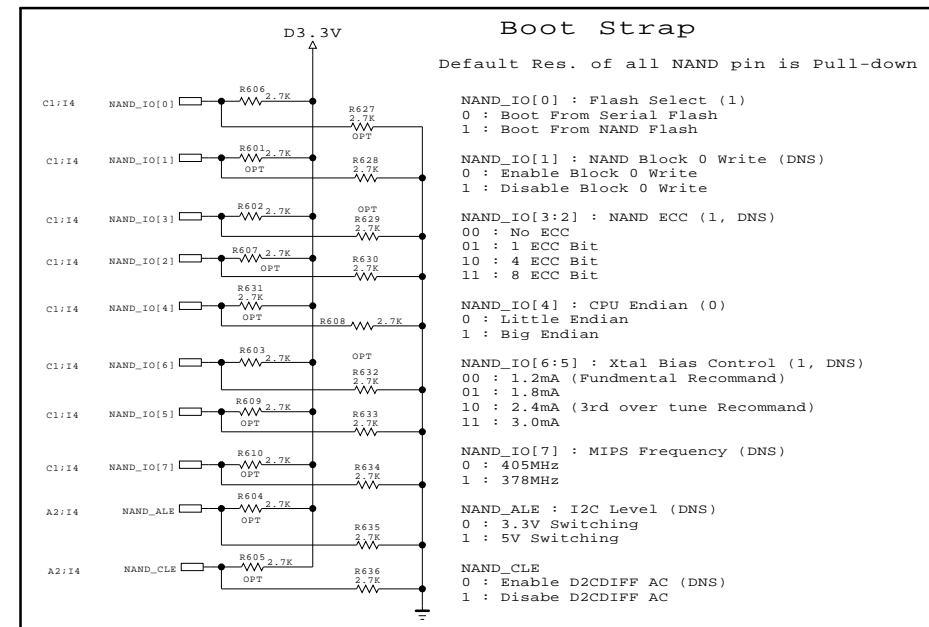 Boot Strap
D3.3V
Default Res. of all NAND pin is Pull-down
C1;I4 NAND_IO[0] R606 2.7K
R627
2.7K
OPT
C1;I4 NAND_IO[1] R601 2.7K
OPT
R628
2.7K
C1;I4 NAND_IO[3] R602 2.7K
OPT
R629
2.7K
C1;I4 NAND_IO[2] R607 2.7K
OPT
R630
2.7K
C1;I4 NAND_IO[4] R631
2.7K
OPT
R608 2.7K
C1;I4 NAND_IO[6] R603 2.7K
OPT
R632
2.7K
C1;I4 NAND_IO[5] R609 2.7K
OPT
R633
2.7K
C1;I4 NAND_IO[7] R610 2.7K
OPT
R634
2.7K
A2;I4 NAND_ALE R604 2.7K
OPT
R635
2.7K
A2;I4 NAND_CLE R605 2.7K
OPT
R636
2.7K
NAND_IO[0] : Flash Select (1)
0 : Boot From Serial Flash
1 : Boot From NAND Flash
NAND_IO[1] : NAND Block 0 Write (DNS)
0 : Enable Block 0 Write
1 : Disable Block 0 Write
NAND_IO[3:2] : NAND ECC (1, DNS)
00 : No ECC
01 : 1 ECC Bit
10 : 4 ECC Bit
11 : 8 ECC Bit
NAND_IO[4] : CPU Endian (0)
0 : Little Endian
1 : Big Endian
NAND_IO[6:5] : Xtal Bias Control (1, DNS)
00 : 1.2mA (Fundmental Recommand)
01 : 1.8mA
10 : 2.4mA (3rd over tune Recommand)
11 : 3.0mA
NAND_IO[7] : MIPS Frequency (DNS)
0 : 405MHz
1 : 378MHz
NAND_ALE : I2C Level (DNS)
0 : 3.3V Switching
1 : 5V Switching
NAND_CLE
0 : Enable D2CDIFF AC (DNS)
1 : Disabe D2CDIFF AC